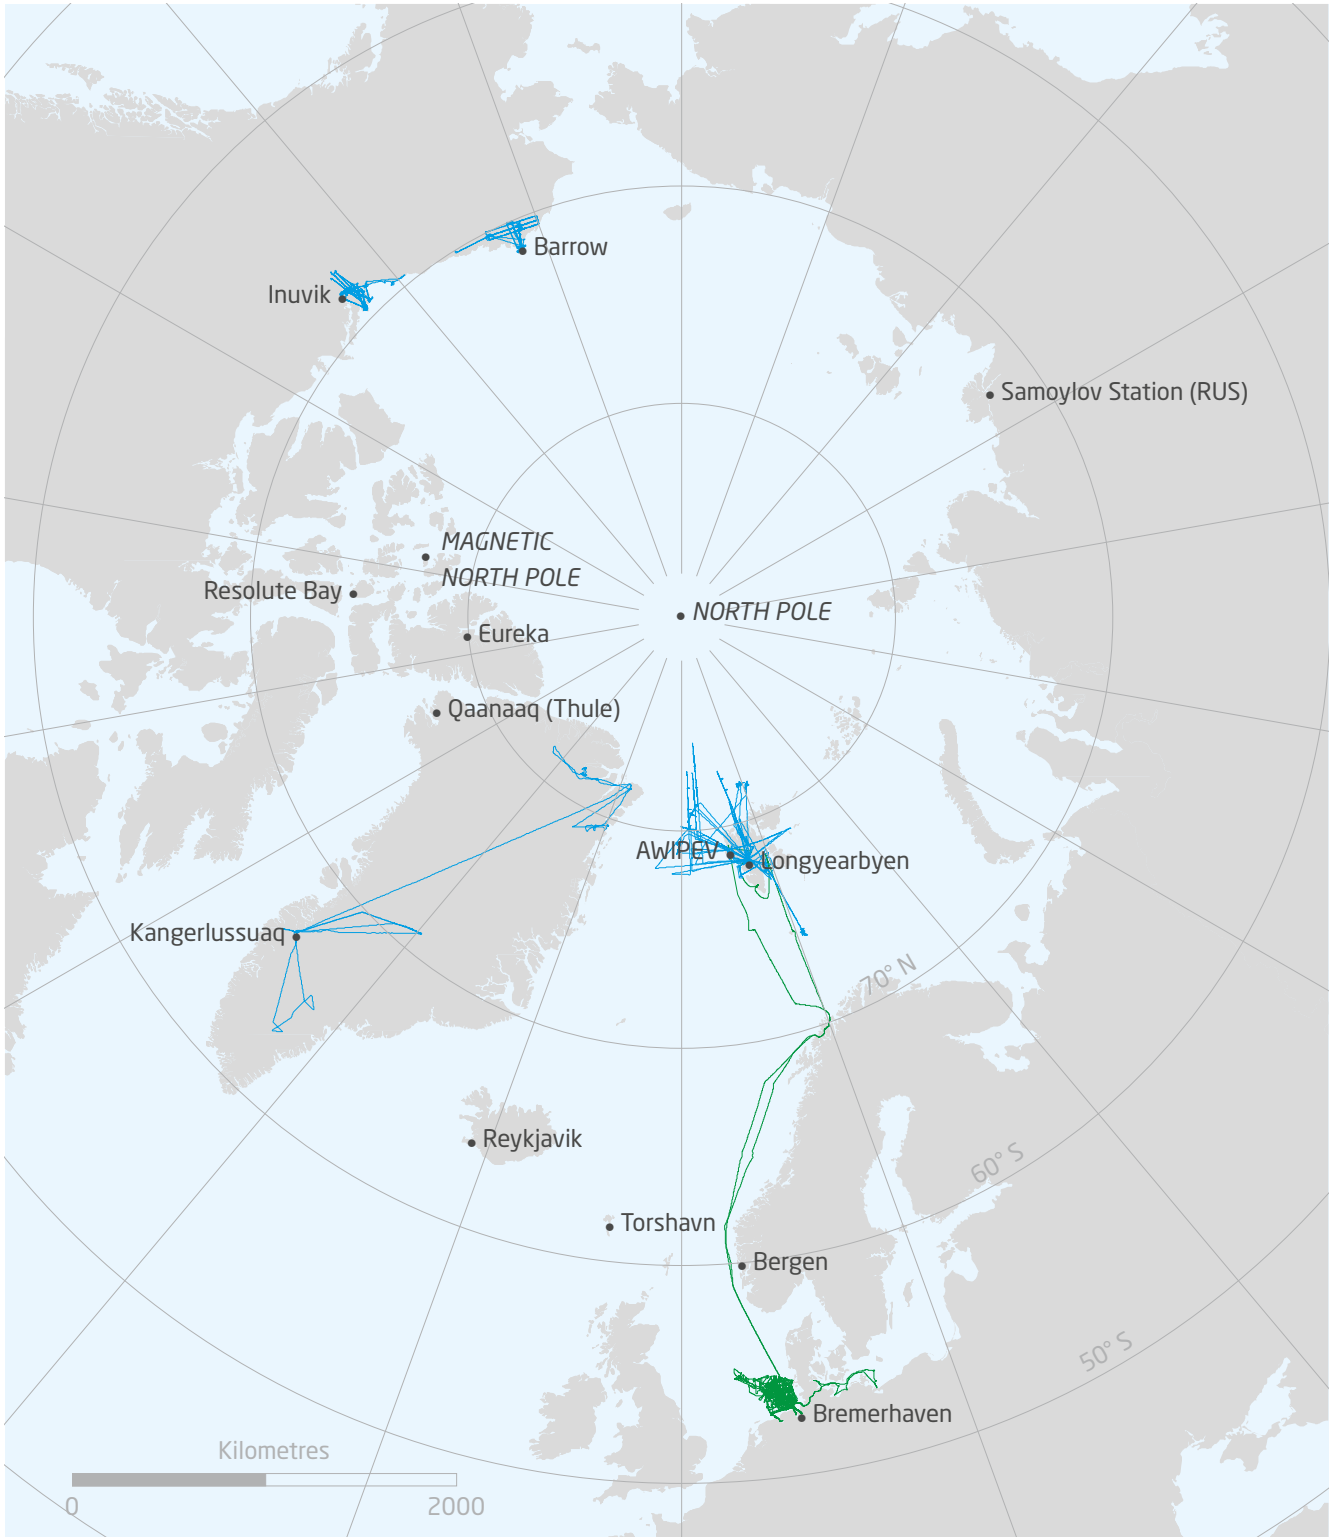 Barrow
Inuvik
Samoylov Station (RUS)
MAGNETIC
NORTH POLE
Resolute Bay
NORTH POLE
Eureka
Qaanaaq (Thule)
AWIPEV
Longyearbyen
Kangerlussuaq
70° N
Reykjavik
60° S
Torshavn
Bergen
50° S
Bremerhaven
Kilometres
0 2000